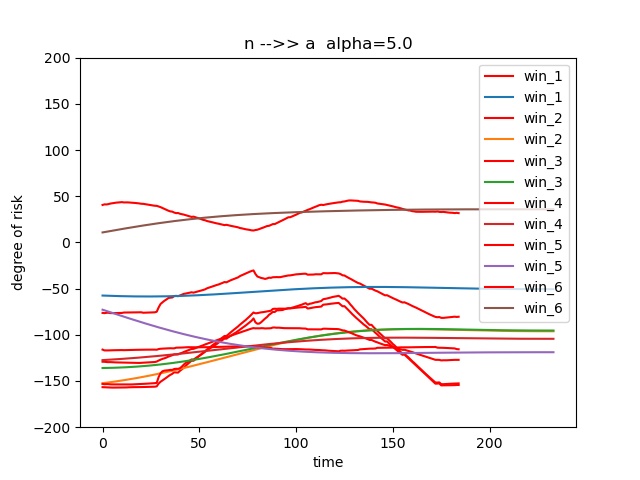 n -->> a  alpha=5.0
200
150
100
50
0
−50
−100
−150
−200
degree of risk
0
50
100
150
200
time
win_1
win_1
win_2
win_2
win_3
win_3
win_4
win_4
win_5
win_5
win_6
win_6